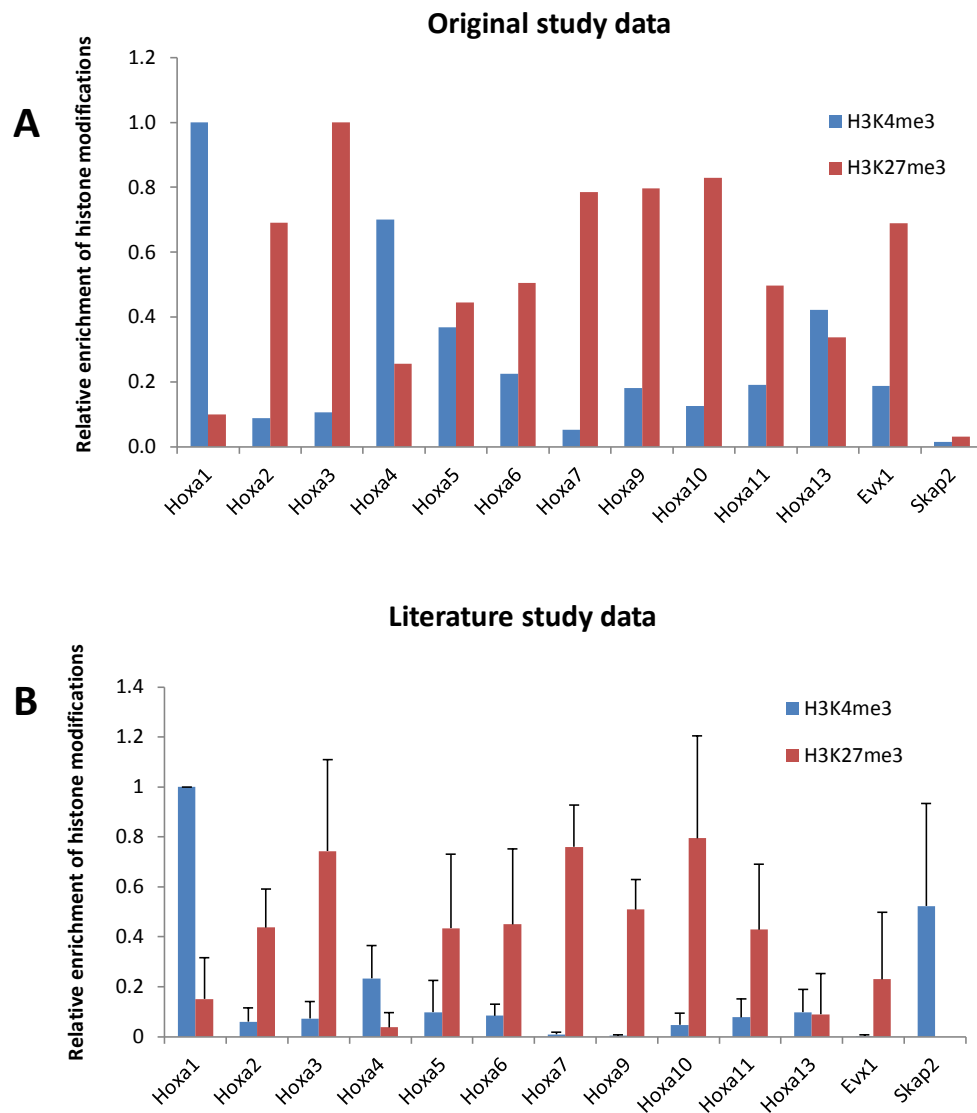 Original study data
A
Relative enrichment of histone modifications
1.2
1.0
0.8
0.6
0.4
0.2
0.0
H3K4me3
H3K27me3
Hoxa1
Hoxa2
Hoxa3
Hoxa4
Hoxa5
Hoxa6
Hoxa7
Hoxa9
Hoxa10
Hoxa11
Hoxa13
Evx1
Skap2
Literature study data
B
Relative enrichment of histone modifications
1.4
1.2
1
0.8
0.6
0.4
0.2
0
H3K4me3
H3K27me3
Hoxa1
Hoxa2
Hoxa3
Hoxa4
Hoxa5
Hoxa6
Hoxa7
Hoxa9
Hoxa10
Hoxa11
Hoxa13
Evx1
Skap2